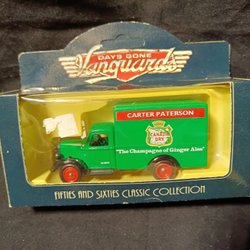 DAYS GONE
Vanguards
CARTER PATERSON
CANADA DRY
"The Champagne of Ginger Ales"
FIFTIES AND SIXTIES CLASSIC COLLECTION